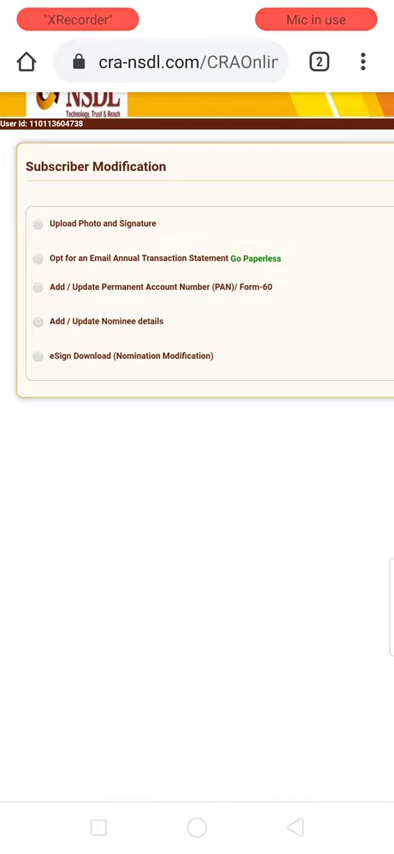 "XRecorder"
Mic in use
cra-nsdl.com/CRAOnlin
2
NSDL
Technology, Trust & Reach
User Id: 110113604738
Subscriber Modification
Upload Photo and Signature
Opt for an Email Annual Transaction Statement Go Paperless
Add / Update Permanent Account Number (PAN)/ Form-60
Add / Update Nominee details
eSign Download (Nomination Modification)